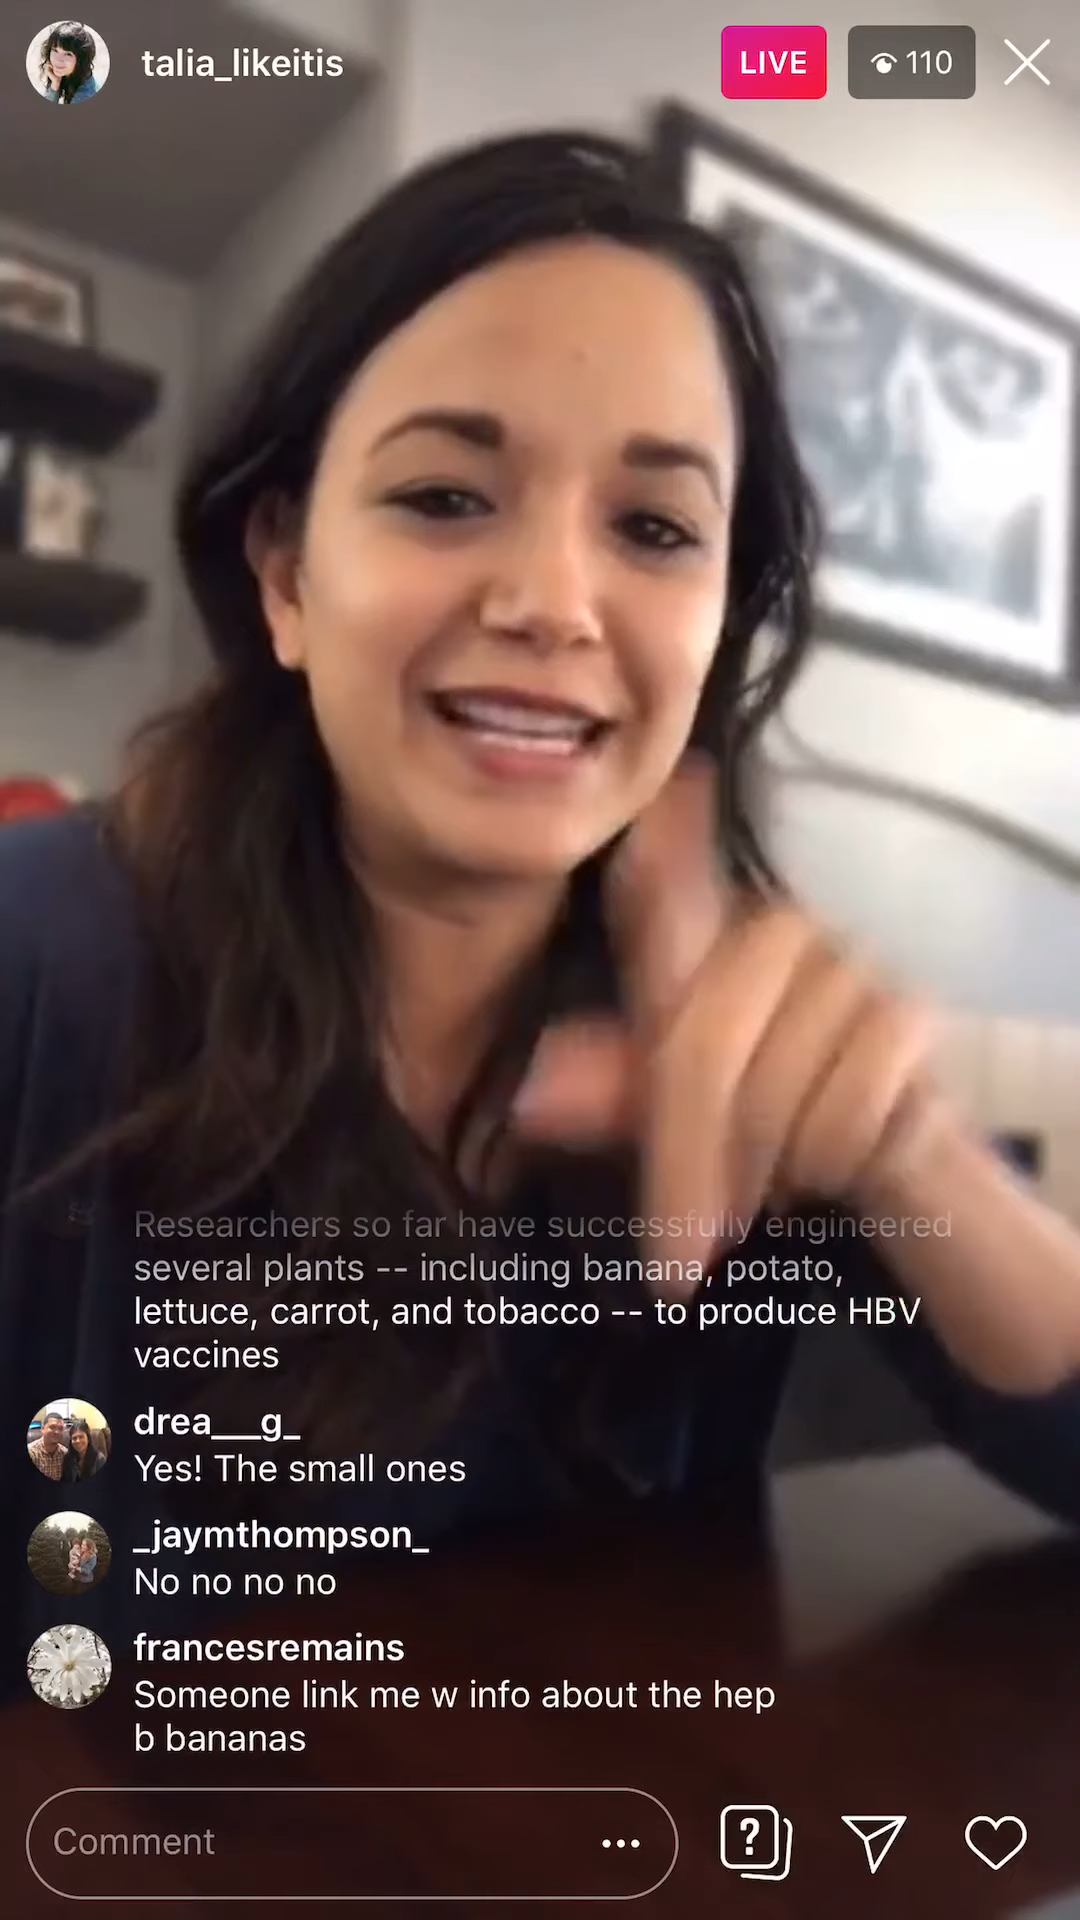 talia_likeitis
LIVE
110
Researchers so far have successfully engineered
several plants -- including banana, potato,
lettuce, carrot, and tobacco -- to produce HBV
vaccines
drea___g_
Yes! The small ones
_jaymthompson_
No no no no
francesremains
Someone link me w info about the hep
b bananas
Comment
?